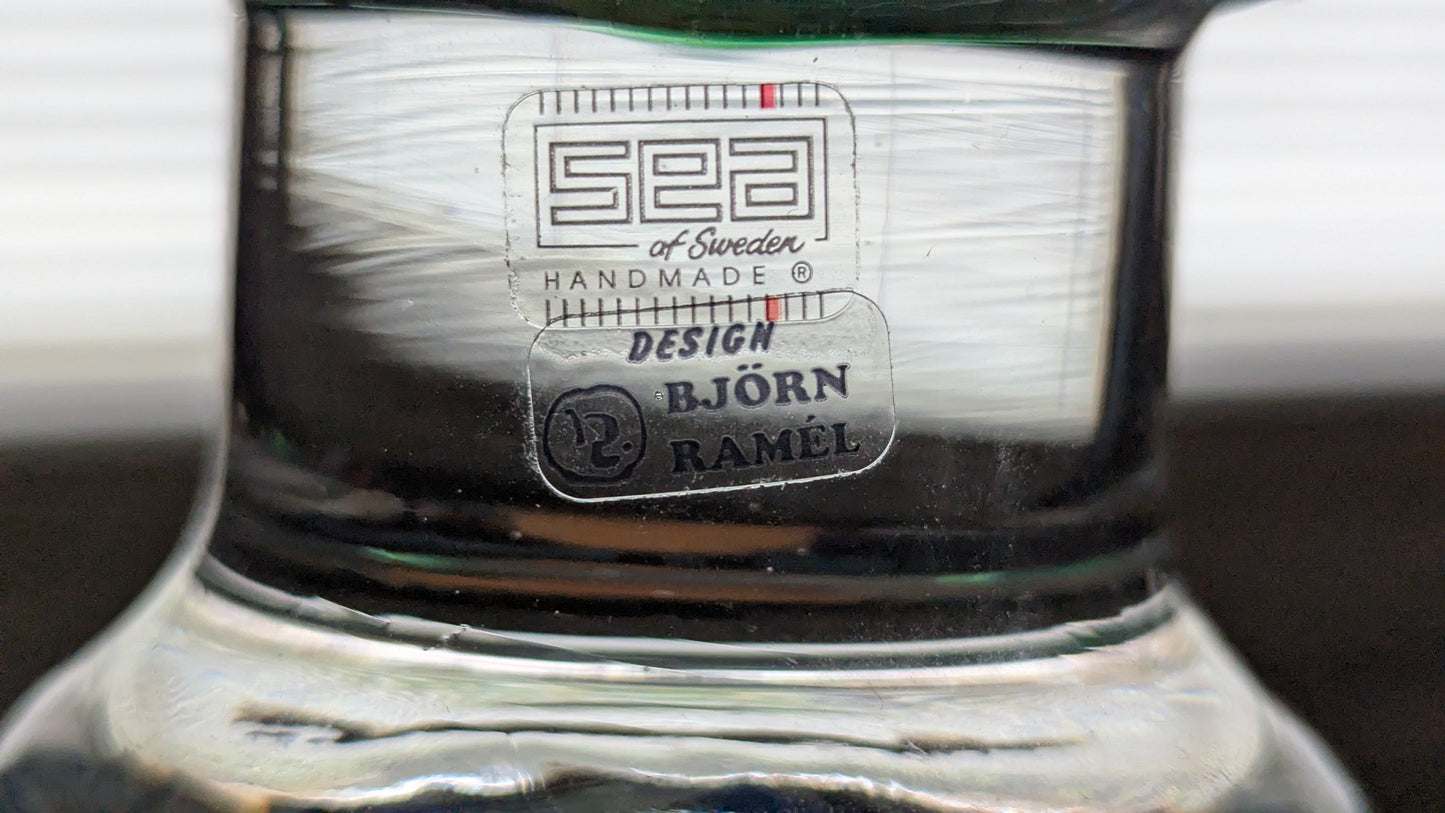 sea
of Sweden
HANDMADE ®
DESIGN
BJÖRN
RAMÉL